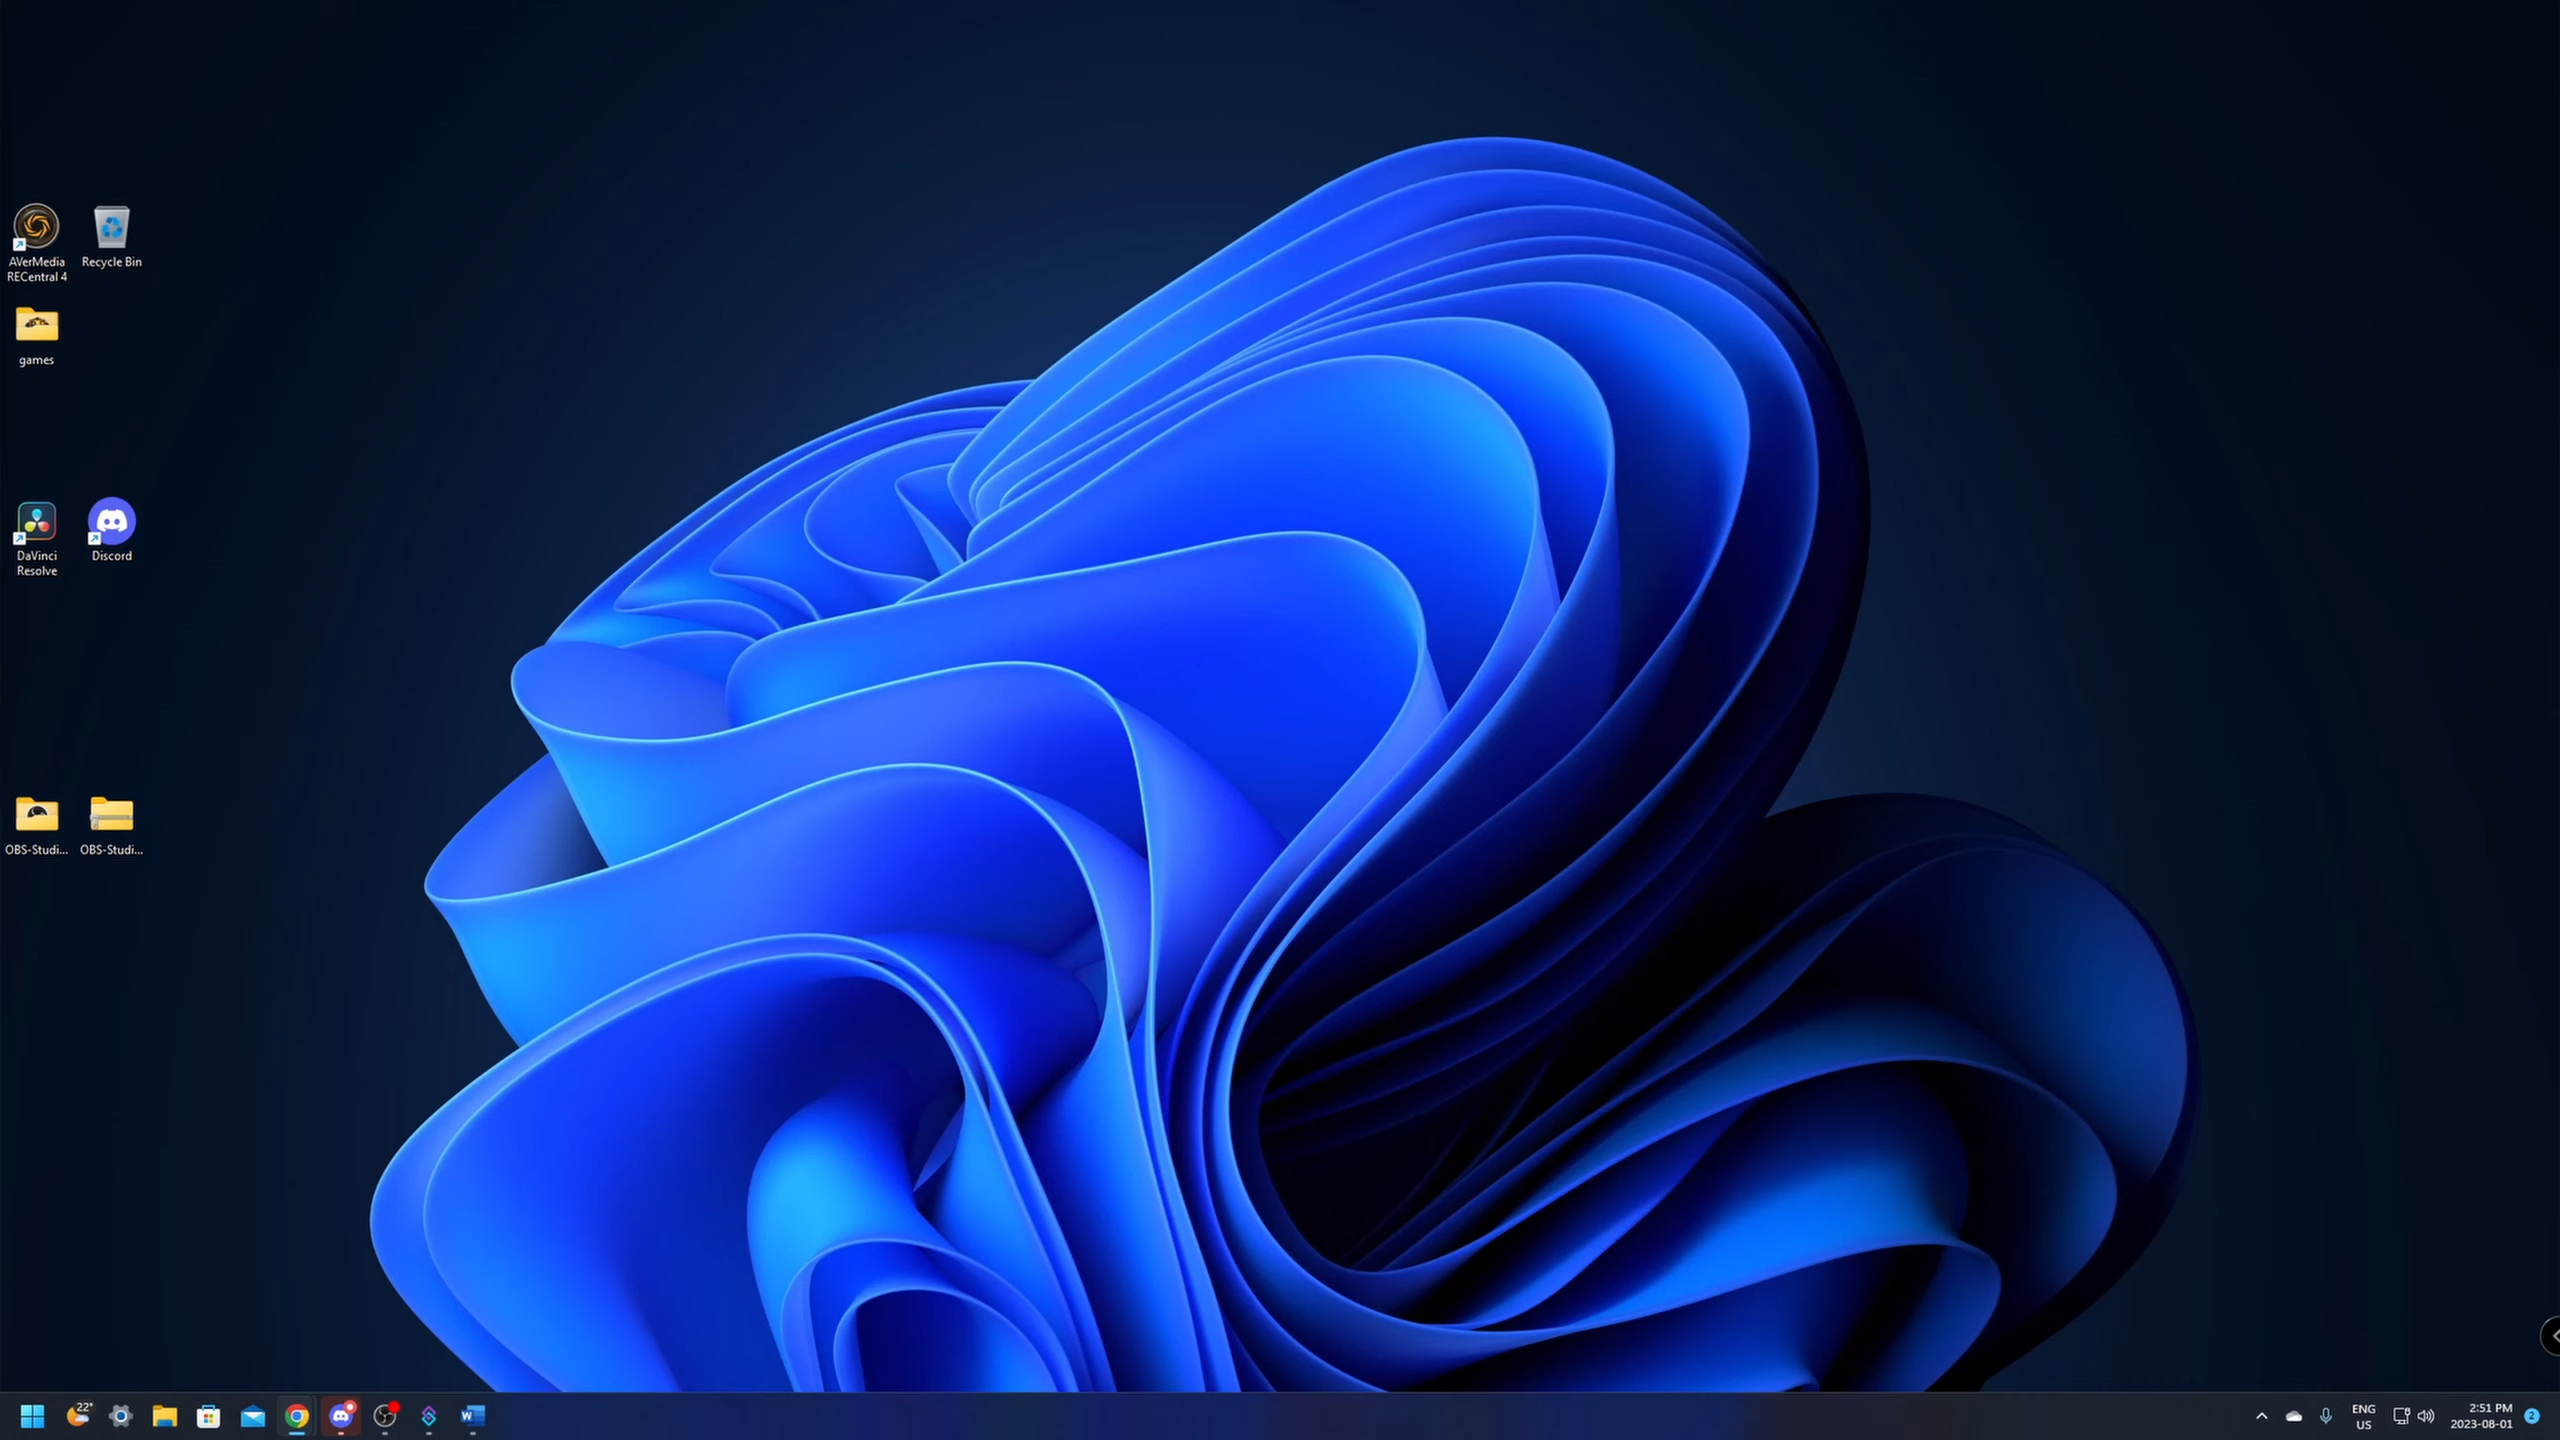 AVerMedia
RECentral 4
Recycle Bin
games
DaVinci
Resolve
Discord
OBS-Studi...
OBS-Studi...
22°
W
ENG
US
2:51 PM
2023-08-01
2